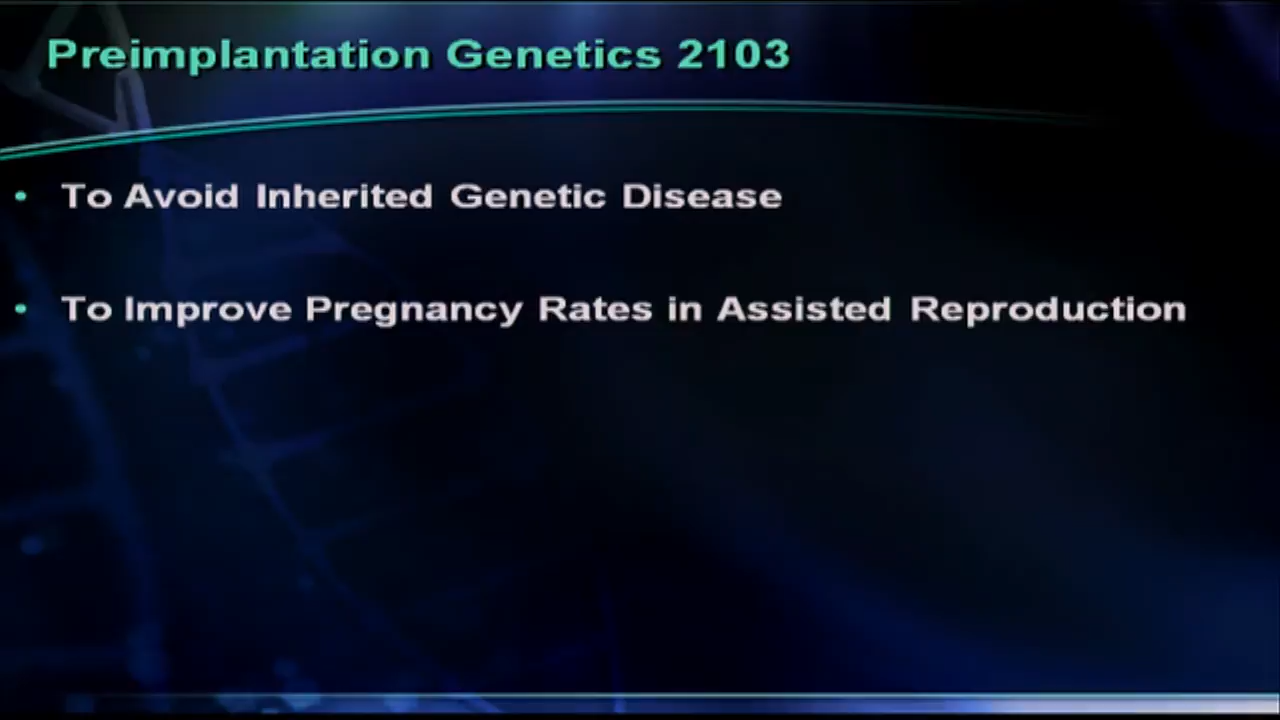 Preimplantation Genetics 2103
• To Avoid Inherited Genetic Disease
• To Improve Pregnancy Rates in Assisted Reproduction